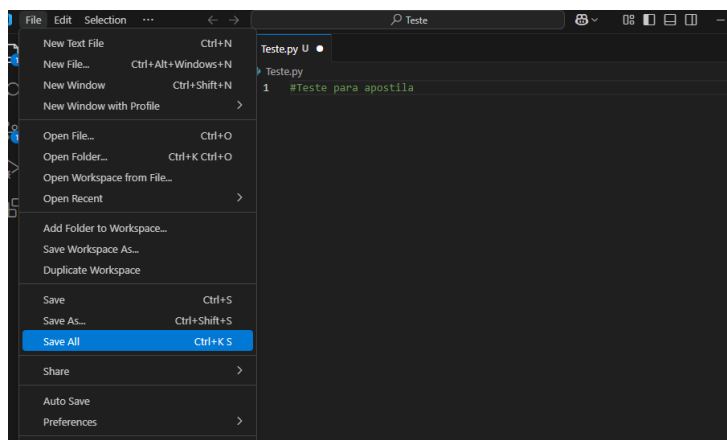 File Edit Selection ··· ← → Teste
New Text File Ctrl+N
New File... Ctrl+Alt+Windows+N
New Window Ctrl+Shift+N
New Window with Profile >
Open File... Ctrl+O
Open Folder... Ctrl+K Ctrl+O
Open Workspace from File...
Open Recent >
Add Folder to Workspace...
Save Workspace As...
Duplicate Workspace
Save Ctrl+S
Save As... Ctrl+Shift+S
Save All Ctrl+K S
Share >
Auto Save
Preferences >
Teste.py U ●
Teste.py
1 #Teste para apostila